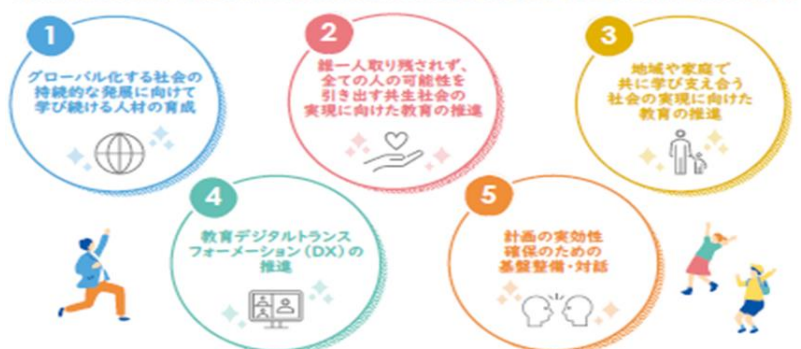 1
グローバル化する社会の
持続的な発展に向けて
学び続ける人材の育成
2
誰一人取り残されず、
全ての人の可能性を
引き出す共生社会の
実現に向けた教育の推進
3
地域や家庭で
共に学び支え合う
社会の実現に向けた
教育の推進
4
教育デジタルトランス
フォーメーション(DX)の
推進
5
計画の実効性
確保のための
基盤整備・対話